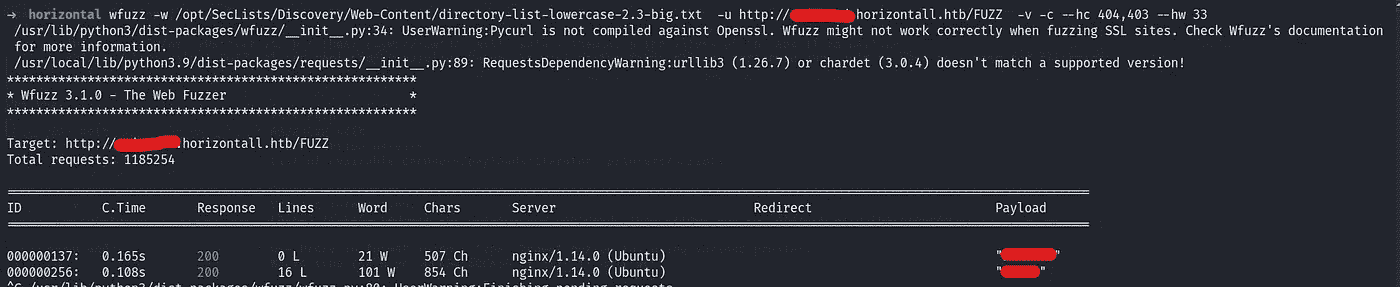 → horizontal wfuzz -w /opt/SecLists/Discovery/Web-Content/directory-list-lowercase-2.3-big.txt -u http://.horizontall.htb/FUZZ -v -c --hc 404,403 --hw 33
/usr/lib/python3/dist-packages/wfuzz/__init__.py:34: UserWarning:Pycurl is not compiled against Openssl. Wfuzz might not work correctly when fuzzing SSL sites. Check Wfuzz's documentation
for more information.
/usr/local/lib/python3.9/dist-packages/requests/__init__.py:89: RequestsDependencyWarning:urllib3 (1.26.7) or chardet (3.0.4) doesn't match a supported version!
********************************************************
* Wfuzz 3.1.0 - The Web Fuzzer *
********************************************************
Target: http://.horizontall.htb/FUZZ
Total requests: 1185254
ID C.Time Response Lines Word Chars Server Redirect Payload
000000137: 0.165s 200 0 L 21 W 507 Ch nginx/1.14.0 (Ubuntu) ""
000000256: 0.108s 200 16 L 101 W 854 Ch nginx/1.14.0 (Ubuntu) ""
^C /usr/lib/python3/dist-packages/wfuzz/wfuzz.py:80: UserWarning:Finishing pending requests...